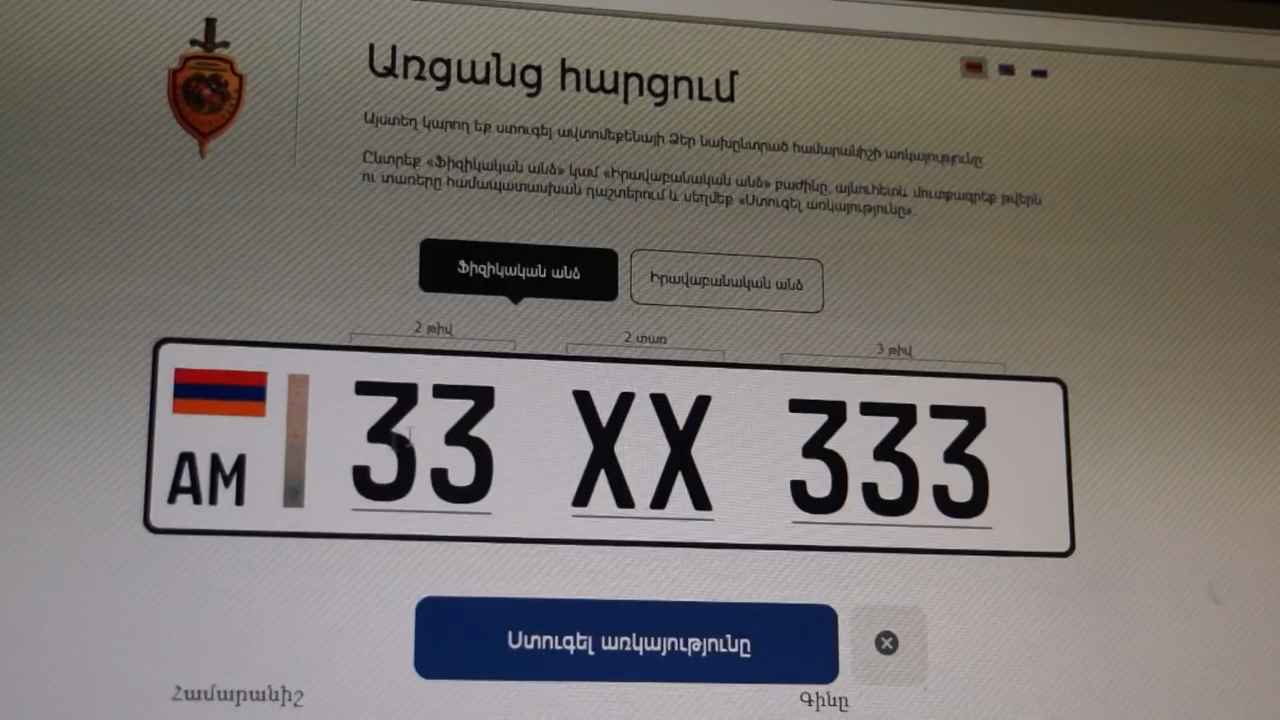 Առցանց հարցում
Այստեղ կարող եք ստուգել ավտոմեքենայի Ձեր նախընտրած համարանիշի առկայությունը:
Ընտրեք «Ֆիզիկական անձ» կամ «Իրավաբանական անձ» բաժինը, այնուհետև մուտքագրեք թվերն
ու տառերը համապատասխան դաշտերում և սեղմեք «Ստուգել առկայությունը»:
Ֆիզիկական անձ Իրավաբանական անձ
2 թիվ 2 տառ 3 թիվ
AM 33 XX 333
Ստուգել առկայությունը
Համարանիշ Գինը